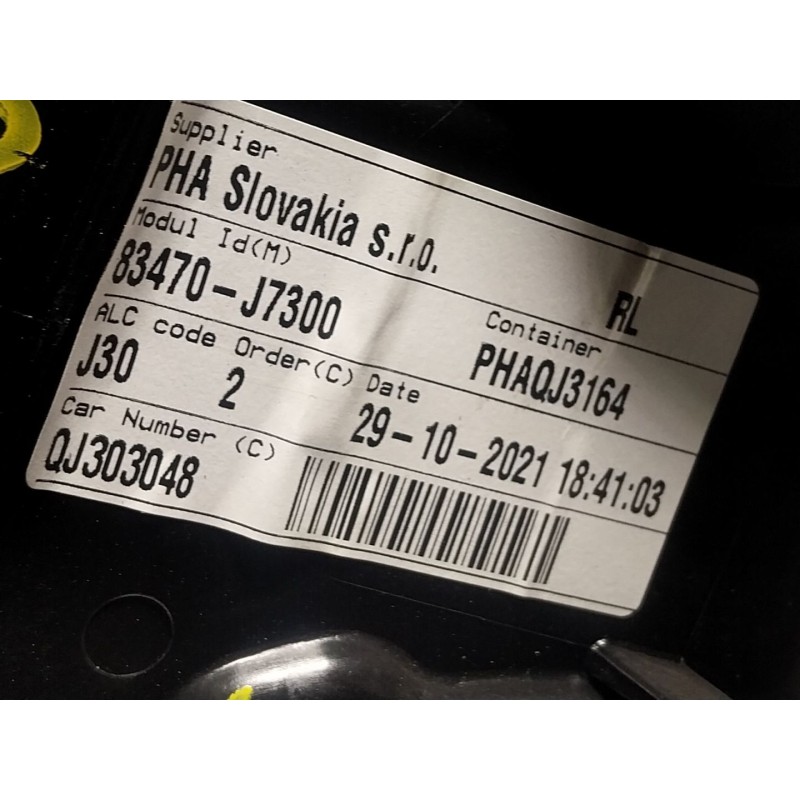 Supplier
PHA Slovakia s.r.o.
RL
Modul Id(M)
83470-J7300
Container
PHAQJ3164
ALC code Order(C) Date
J30 2 29-10-2021 18:41:03
Car Number (C)
QJ303048